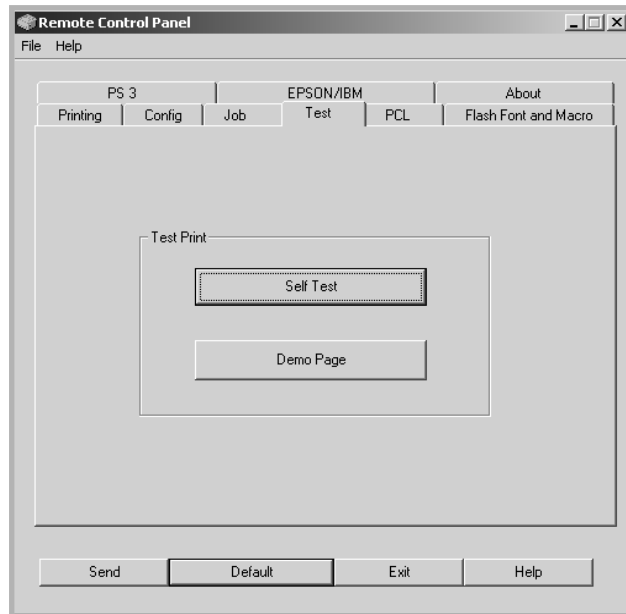 Remote Control Panel
File Help
PS 3 EPSON/IBM About
Printing Config Job Test PCL Flash Font and Macro
Test Print
Self Test
Demo Page
Send Default Exit Help